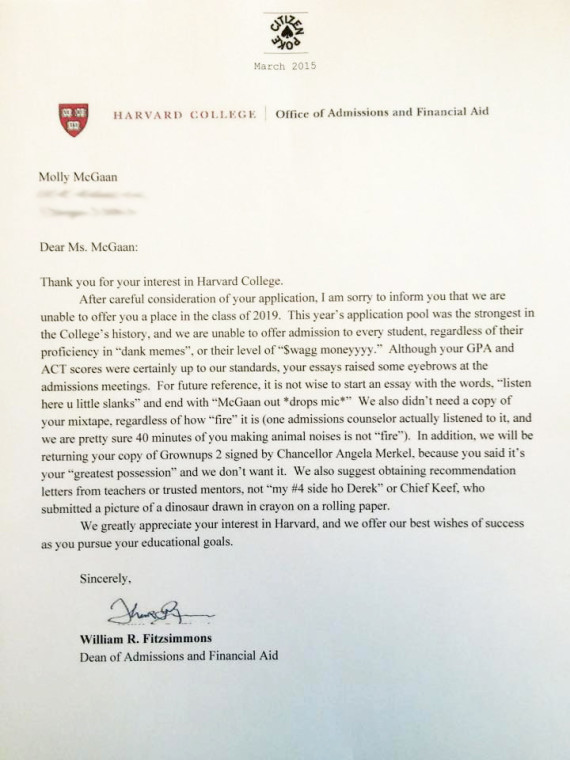 CITIZEN
POKE
March 2015
HARVARD COLLEGE | Office of Admissions and Financial Aid
Molly McGaan
Dear Ms. McGaan:
Thank you for your interest in Harvard College.
After careful consideration of your application, I am sorry to inform you that we are
unable to offer you a place in the class of 2019. This year's application pool was the strongest in
the College's history, and we are unable to offer admission to every student, regardless of their
proficiency in "dank memes", or their level of "$wagg moneyyyy." Although your GPA and
ACT scores were certainly up to our standards, your essays raised some eyebrows at the
admissions meetings. For future reference, it is not wise to start an essay with the words, "listen
here u little slanks" and end with "McGaan out *drops mic*" We also didn't need a copy of
your mixtape, regardless of how "fire" it is (one admissions counselor actually listened to it, and
we are pretty sure 40 minutes of you making animal noises is not "fire"). In addition, we will be
returning your copy of Grownups 2 signed by Chancellor Angela Merkel, because you said it's
your "greatest possession" and we don't want it. We also suggest obtaining recommendation
letters from teachers or trusted mentors, not "my #4 side ho Derek" or Chief Keef, who
submitted a picture of a dinosaur drawn in crayon on a rolling paper.
We greatly appreciate your interest in Harvard, and we offer our best wishes of success
as you pursue your educational goals.
Sincerely,
William R. Fitzsimmons
Dean of Admissions and Financial Aid